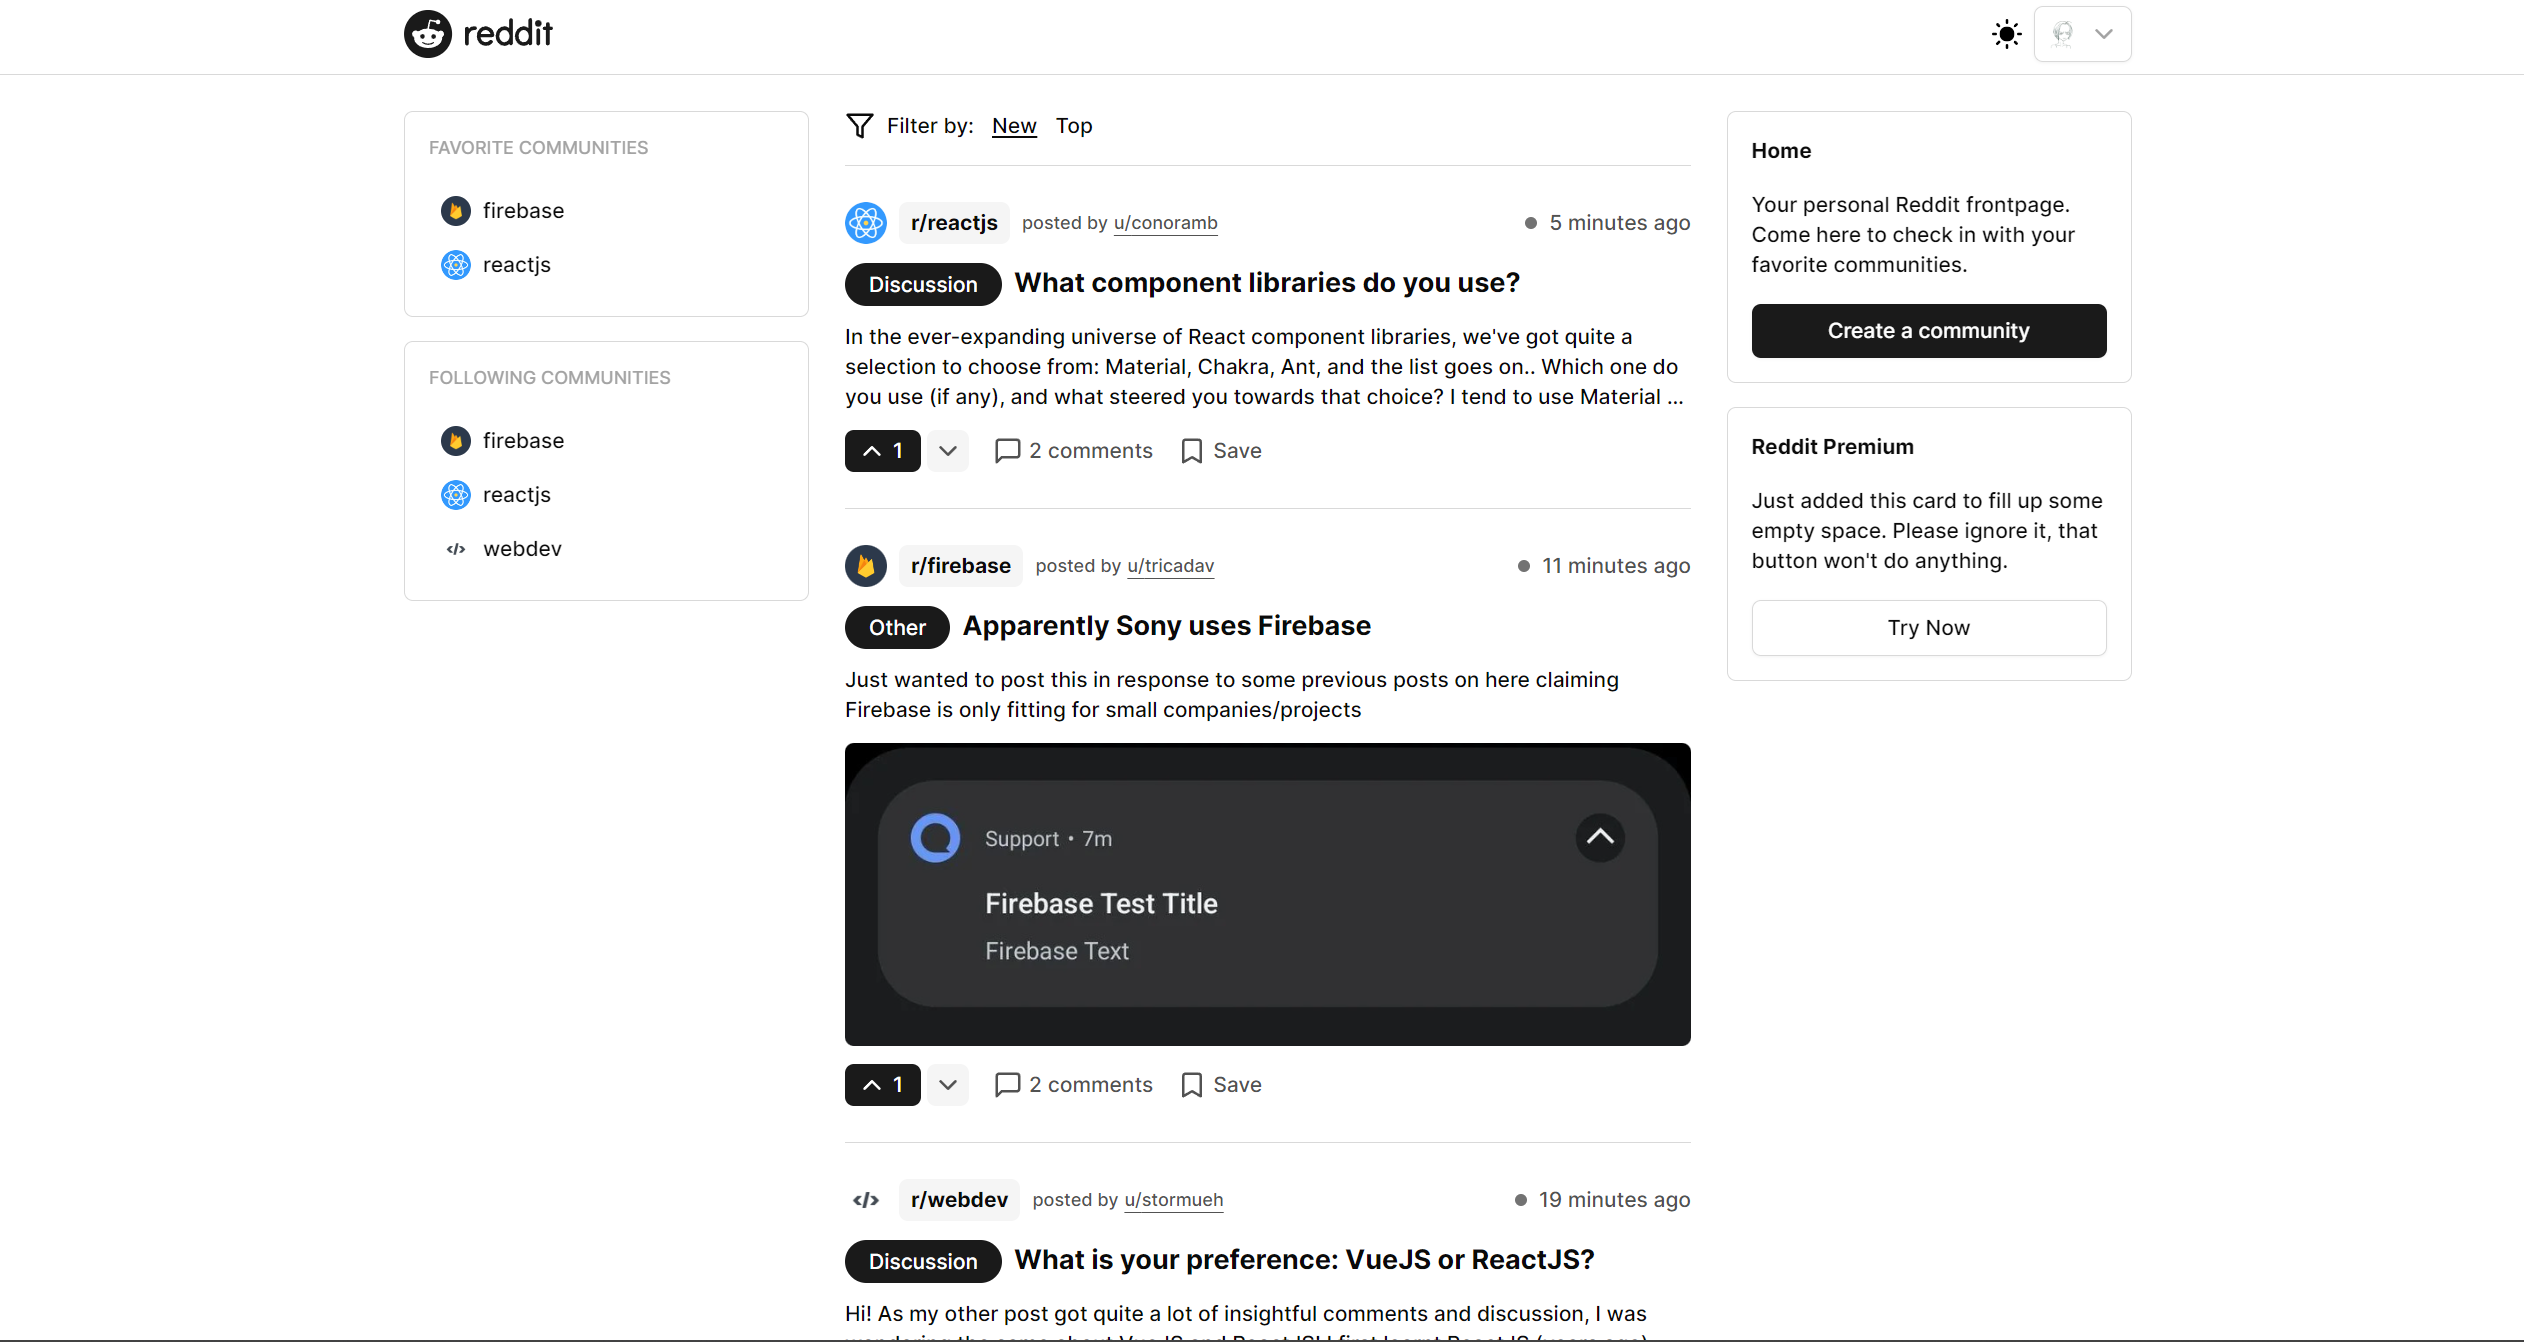 reddit
FAVORITE COMMUNITIES
firebase
reactjs
FOLLOWING COMMUNITIES
firebase
reactjs
webdev
Filter by: New Top
r/reactjs posted by u/conoramb 5 minutes ago
Discussion What component libraries do you use?
In the ever-expanding universe of React component libraries, we've got quite a
selection to choose from: Material, Chakra, Ant, and the list goes on.. Which one do
you use (if any), and what steered you towards that choice? I tend to use Material ...
1 2 comments Save
r/firebase posted by u/tricadav 11 minutes ago
Other Apparently Sony uses Firebase
Just wanted to post this in response to some previous posts on here claiming
Firebase is only fitting for small companies/projects
Support • 7m
Firebase Test Title
Firebase Text
1 2 comments Save
r/webdev posted by u/stormueh 19 minutes ago
Discussion What is your preference: VueJS or ReactJS?
Hi! As my other post got quite a lot of insightful comments and discussion, I was
Home
Your personal Reddit frontpage.
Come here to check in with your
favorite communities.
Create a community
Reddit Premium
Just added this card to fill up some
empty space. Please ignore it, that
button won't do anything.
Try Now